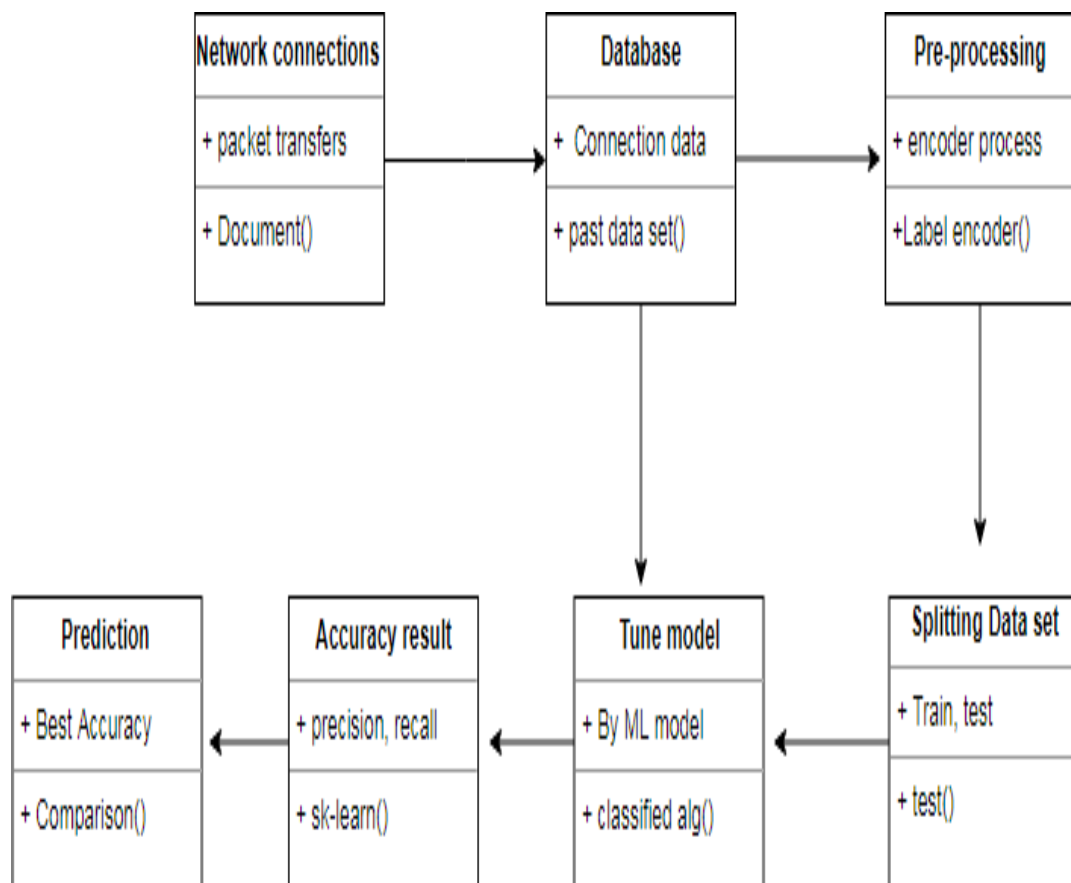 Network connections
+ packet transfers
+ Document()
Database
+ Connection data
+ past data set()
Pre-processing
+ encoder process
+Label encoder()
Prediction
+ Best Accuracy
+ Comparison()
Accuracy result
+ precision, recall
+ sk-learn()
Tune model
+ By ML model
+ classified alg()
Splitting Data set
+ Train, test
+ test()